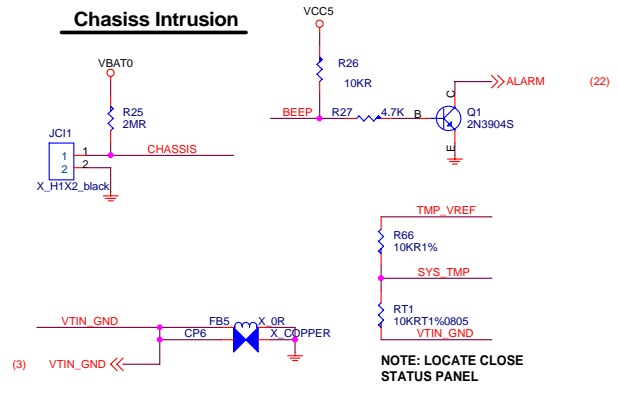 Chasiss Intrusion
VBAT0
R25
2MR
JCI1
1 1
2 2
CHASSIS
X_H1X2_black
VCC5
R26
10KR
BEEP R27 4.7K B
C
Q1
2N3904S
E
ALARM (22)
TMP_VREF
R66
10KR1%
SYS_TMP
RT1
10KRT1%0805
VTIN_GND
NOTE: LOCATE CLOSE
STATUS PANEL
VTIN_GND FB5 X_0R
CP6 X_COPPER
(3) VTIN_GND